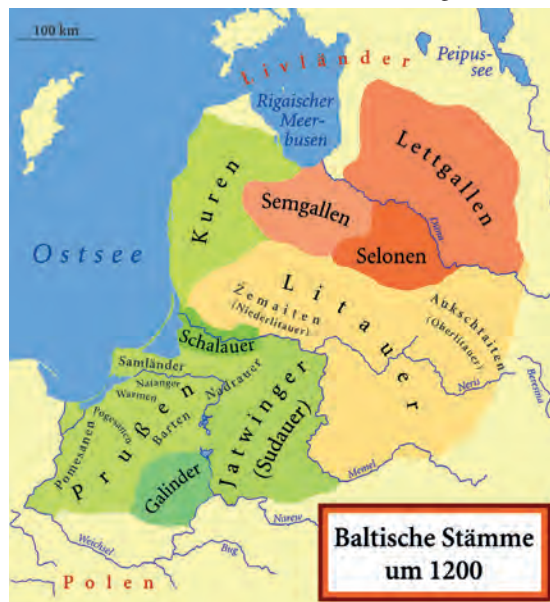 100 km
Livländer
Peipus-
see
Rigaischer
Meer-
busen
Lettgallen
Kuren
Semgallen
Düna
Ostsee
Selonen
Litauer
Žemaiten
(Niederlitauer)
Aukschtaiten
(Oberlitauer)
Schalauer
Samländer
Neris
Beresina
Natanger
Warmen
Nadrauer
Pogesanen
Barten
Pomesanen
Prußen
Jatwinger
(Sudauer)
Galinder
Memel
Weichsel
Narew
Bug
Polen
Baltische Stämme
um 1200